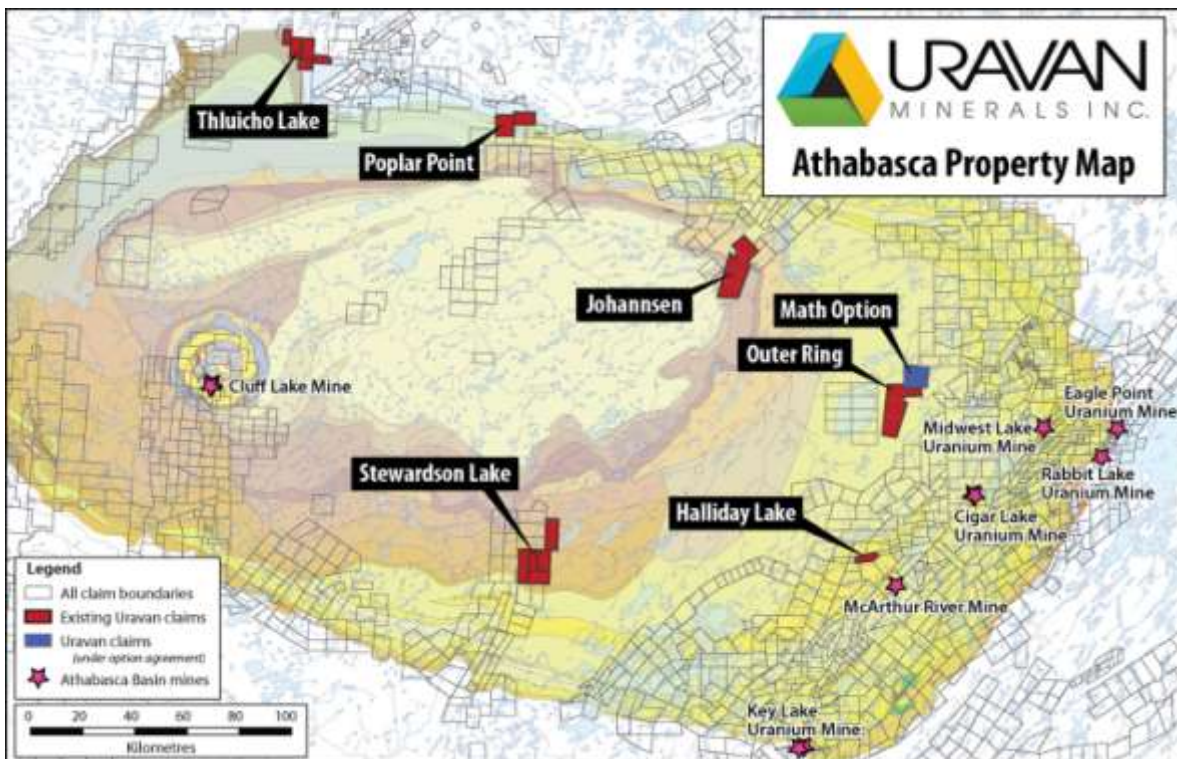 URAVAN
MINERALS INC.
Athabasca Property Map
Thluicho Lake
Poplar Point
Johannsen
Math Option
Outer Ring
Cluff Lake Mine
Eagle Point
Uranium Mine
Midwest Lake
Uranium Mine
Rabbit Lake
Uranium Mine
Stewardson Lake
Halliday Lake
Cigar Lake
Uranium Mine
McArthur River Mine
Key Lake
Uranium Mine
Legend
All claim boundaries
Existing Uravan claims
Uravan claims
(under option agreement)
Athabasca Basin mines
0 20 40 60 80 100
Kilometres